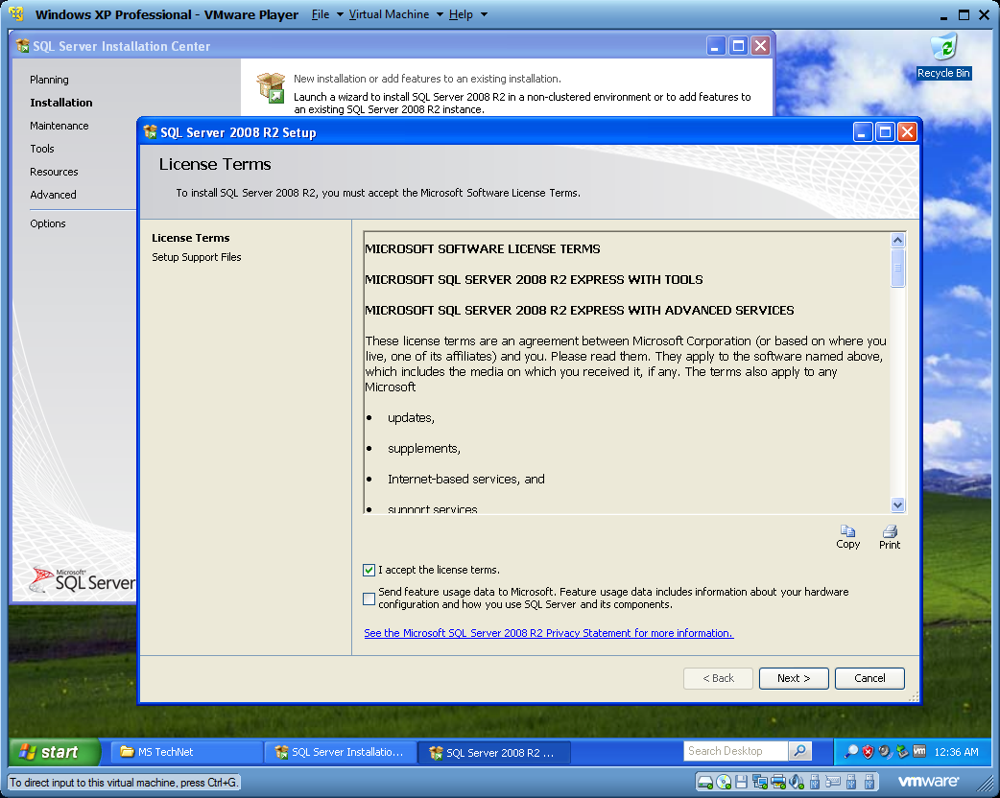 Windows XP Professional - VMware Player File Virtual Machine Help
SQL Server Installation Center
Recycle Bin
Planning
Installation
Maintenance
Tools
Resources
Advanced
Options
New installation or add features to an existing installation.
Launch a wizard to install SQL Server 2008 R2 in a non-clustered environment or to add features to
an existing SQL Server 2008 R2 instance.
Microsoft®
SQL Server
SQL Server 2008 R2 Setup
License Terms
To install SQL Server 2008 R2, you must accept the Microsoft Software License Terms.
License Terms
Setup Support Files
MICROSOFT SOFTWARE LICENSE TERMS
MICROSOFT SQL SERVER 2008 R2 EXPRESS WITH TOOLS
MICROSOFT SQL SERVER 2008 R2 EXPRESS WITH ADVANCED SERVICES
These license terms are an agreement between Microsoft Corporation (or based on where you
live, one of its affiliates) and you. Please read them. They apply to the software named above,
which includes the media on which you received it, if any. The terms also apply to any
Microsoft
• updates,
• supplements,
• Internet-based services, and
• support services
Copy Print
I accept the license terms.
Send feature usage data to Microsoft. Feature usage data includes information about your hardware
configuration and how you use SQL Server and its components.
See the Microsoft SQL Server 2008 R2 Privacy Statement for more information.
< Back Next > Cancel
start MS TechNet SQL Server Installatio... SQL Server 2008 R2 ... Search Desktop vm 12:36 AM
To direct input to this virtual machine, press Ctrl+G. vmware